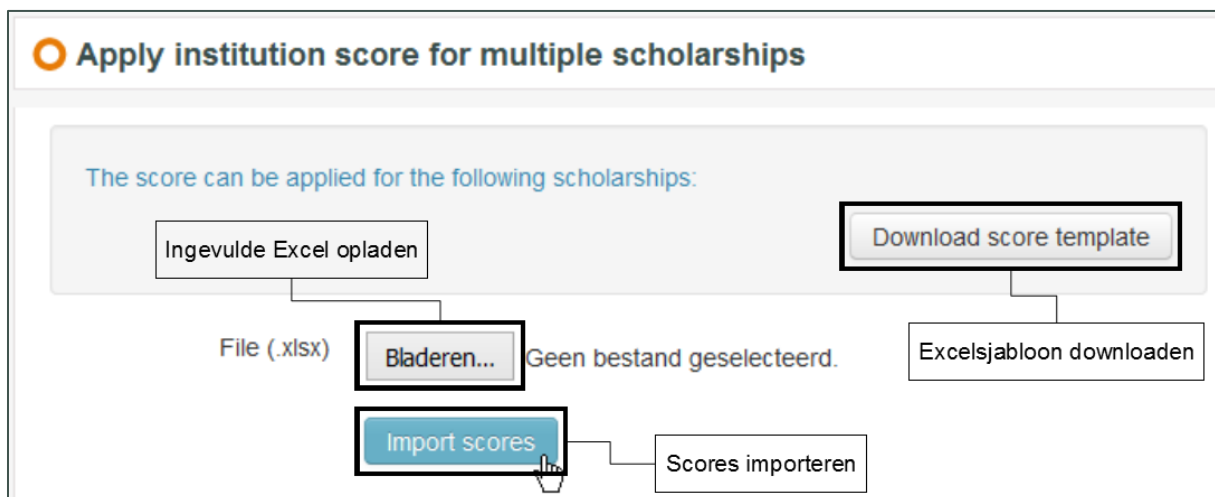 Apply institution score for multiple scholarships
The score can be applied for the following scholarships:
Ingevulde Excel opladen
Download score template
File (.xlsx)
Bladeren...
Geen bestand geselecteerd.
Excelsjabloon downloaden
Import scores
Scores importeren